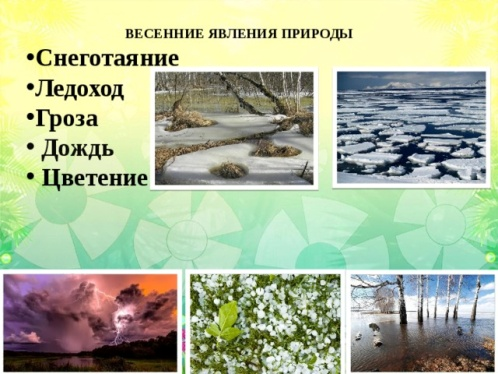 ВЕСЕННИЕ ЯВЛЕНИЯ ПРИРОДЫ
•Снеготаяние
•Ледоход
•Гроза
• Дождь
• Цветение